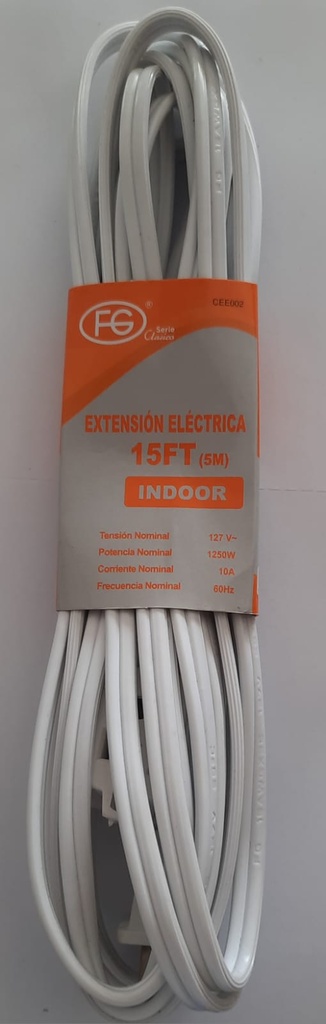 FG®
Serie
Clasica
CEE002
EXTENSIÓN ELÉCTRICA
15FT (5M)
INDOOR
Tensión Nominal 127 V~
Potencia Nominal 1250W
Corriente Nominal 10A
Frecuencia Nominal 60Hz